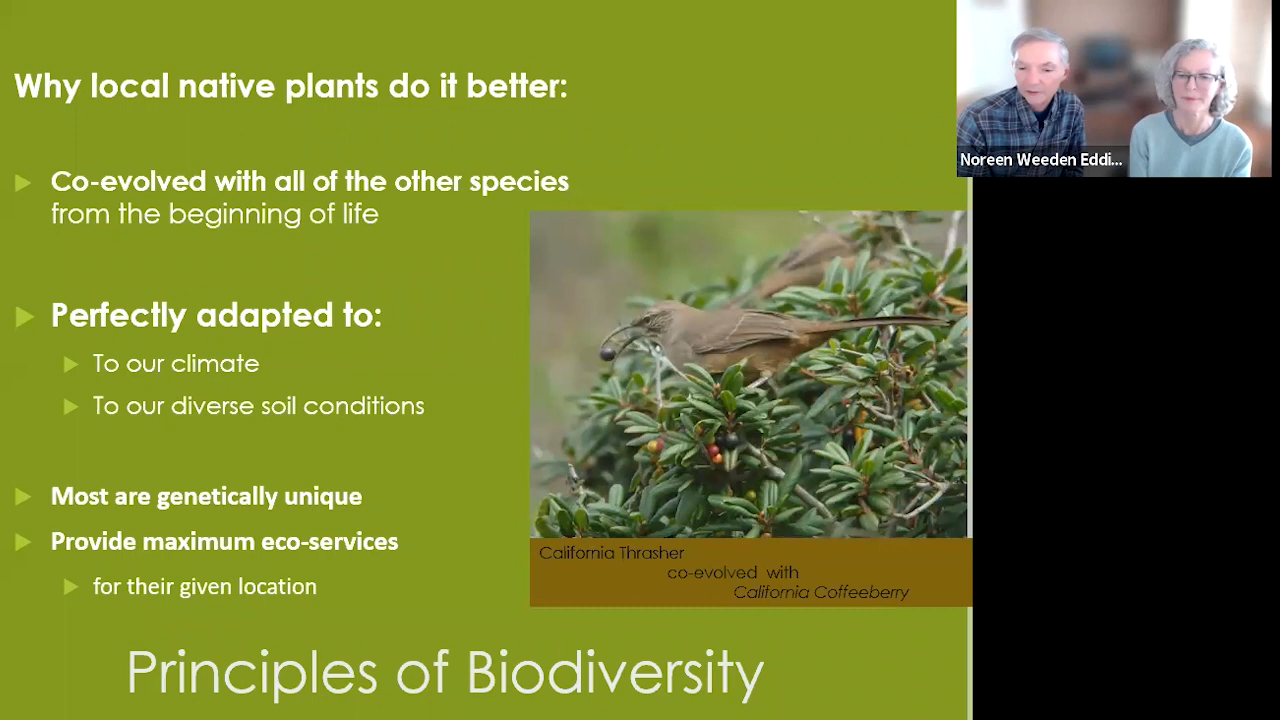 Why local native plants do it better:
Co-evolved with all of the other species
from the beginning of life
Perfectly adapted to:
To our climate
To our diverse soil conditions
Most are genetically unique
Provide maximum eco-services
for their given location
California Thrasher
co-evolved with
California Coffeeberry
Principles of Biodiversity
Noreen Weeden Eddi...